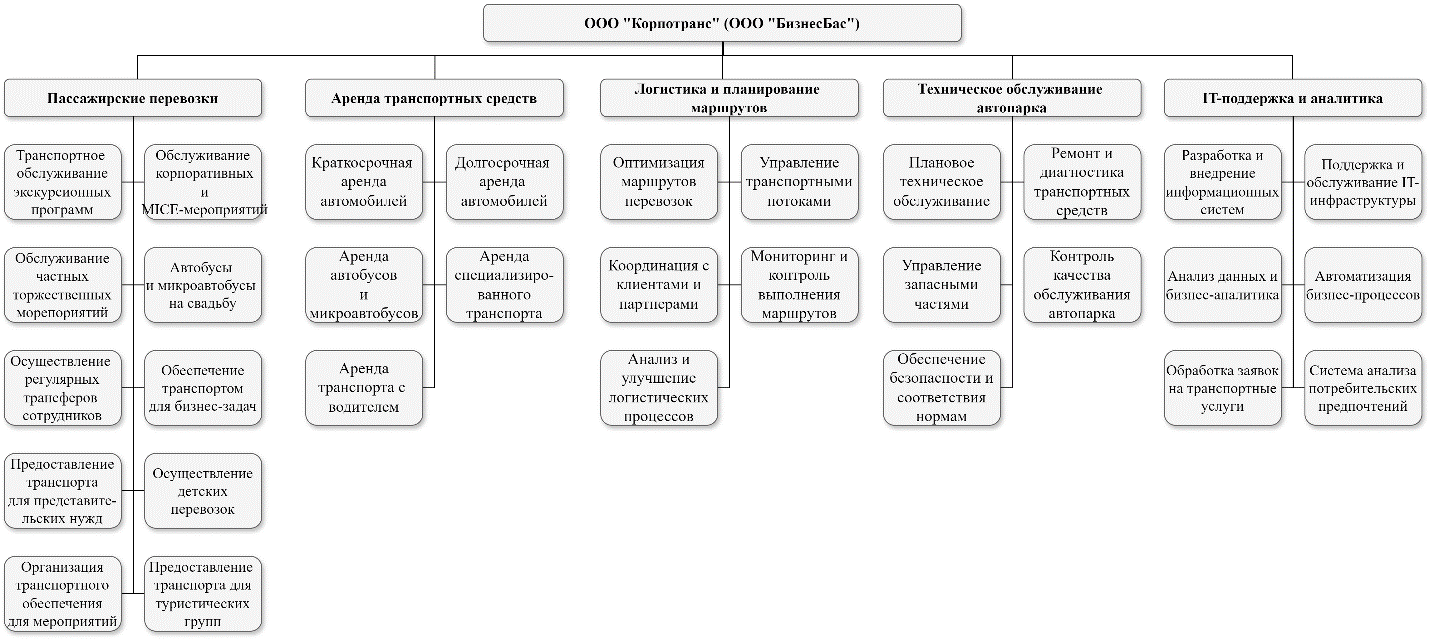 ООО "Корпотранс" (ООО "БизнесБас")
Пассажирские перевозки
Транспортное
обслуживание
экскурсионных
программ
Обслуживание
корпоративных
и
MICE-мероприятий
Обслуживание
частных
торжественных
морепориятий
Автобусы
и микроавтобусы
на свадьбу
Осуществление
регулярных
трансферов
сотрудников
Обеспечение
транспортом
для бизнес-задач
Предоставление
транспорта
для представите-
льских нужд
Осуществление
детских
перевозок
Организация
транспортного
обеспечения
для мероприятий
Предоставление
транспорта для
туристических
групп
Аренда транспортных средств
Краткосрочная
аренда
автомобилей
Долгосрочная
аренда
автомобилей
Аренда
автобусов
и
микроавтобусов
Аренда
специализиро-
ванного
транспорта
Аренда
транспорта с
водителем
Логистика и планирование
маршрутов
Оптимизация
маршрутов
перевозок
Управление
транспортными
потоками
Координация с
клиентами и
партнерами
Мониторинг и
контроль
выполнения
маршрутов
Анализ и
улучшение
логистических
процессов
Техническое обслуживание
автопарка
Плановое
техническое
обслуживание
Ремонт и
диагностика
транспортных
средств
Управление
запасными
частями
Контроль
качества
обслуживания
автопарка
Обеспечение
безопасности и
соответствия
нормам
IT-поддержка и аналитика
Разработка и
внедрение
информационных
систем
Поддержка и
обслуживание IT-
инфраструктуры
Анализ данных и
бизнес-аналитика
Автоматизация
бизнес-процессов
Обработка заявок
на транспортные
услуги
Система анализа
потребительских
предпочтений